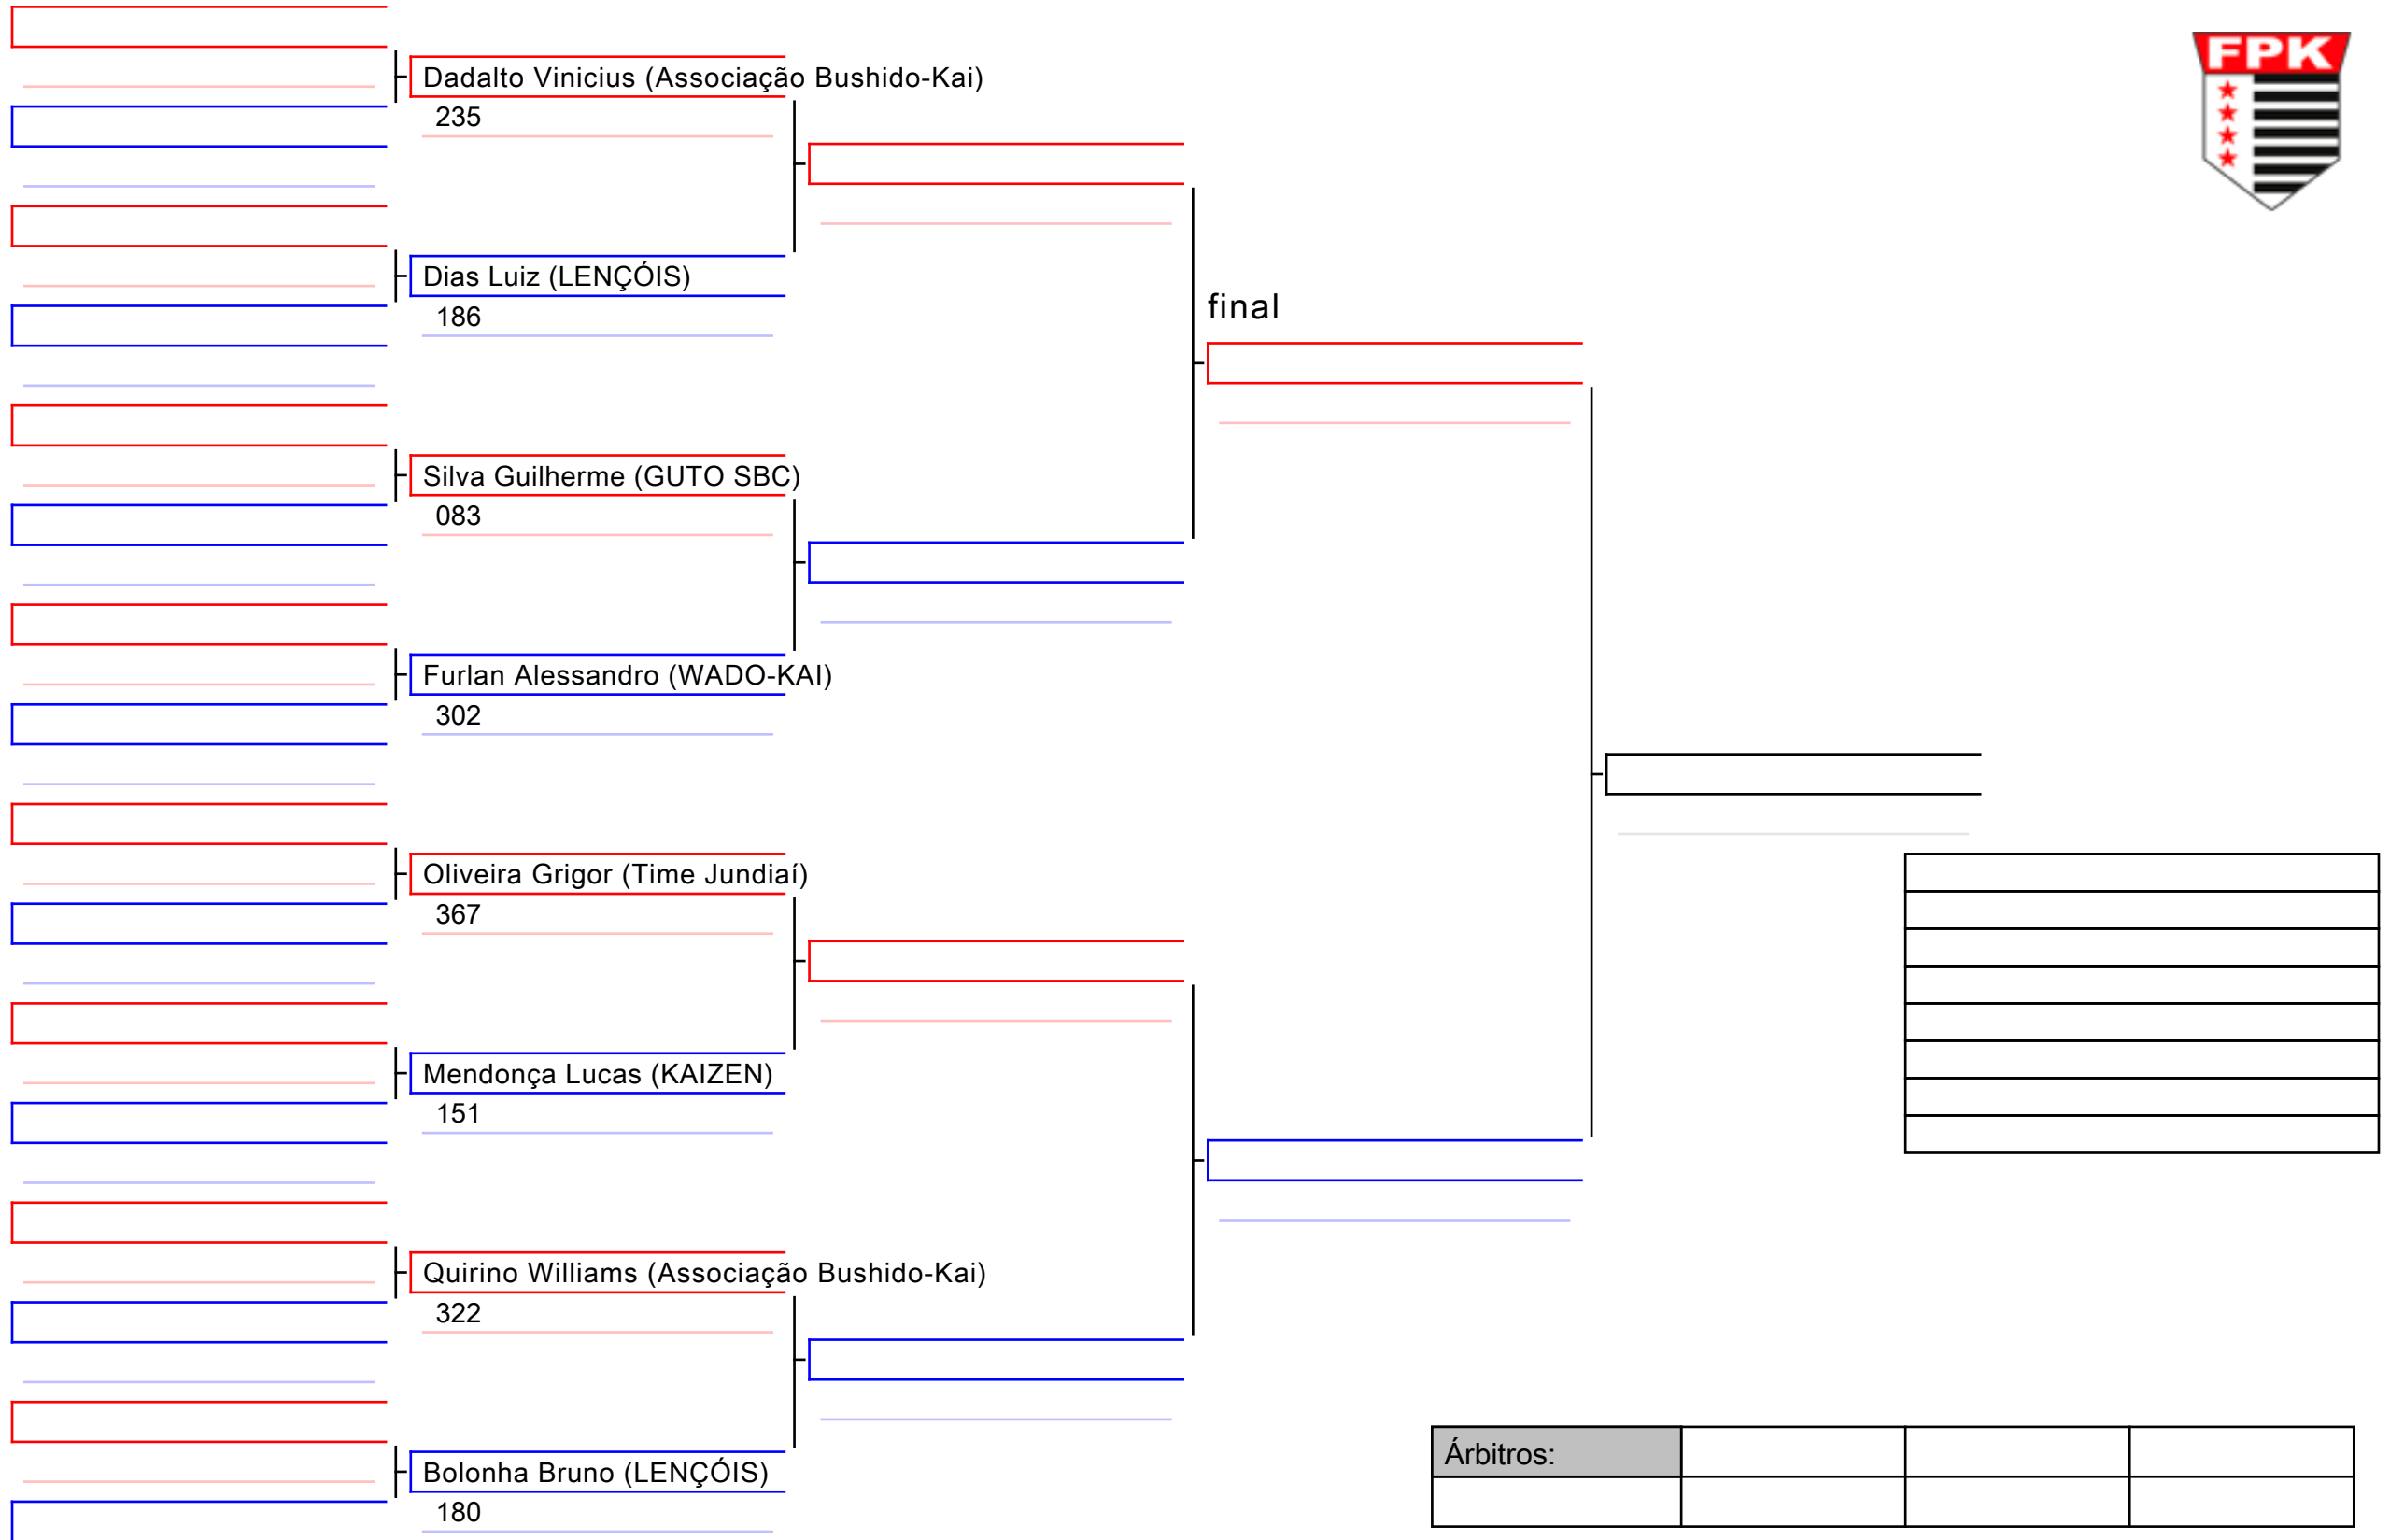 FPK
Dadalto Vinicius (Associação Bushido-Kai)
235
Dias Luiz (LENÇÓIS)
186
final
Silva Guilherme (GUTO SBC)
083
Furlan Alessandro (WADO-KAI)
302
Oliveira Grigor (Time Jundiaí)
367
Mendonça Lucas (KAIZEN)
151
Quirino Williams (Associação Bushido-Kai)
322
Bolonha Bruno (LENÇÓIS)
180
Árbitros: